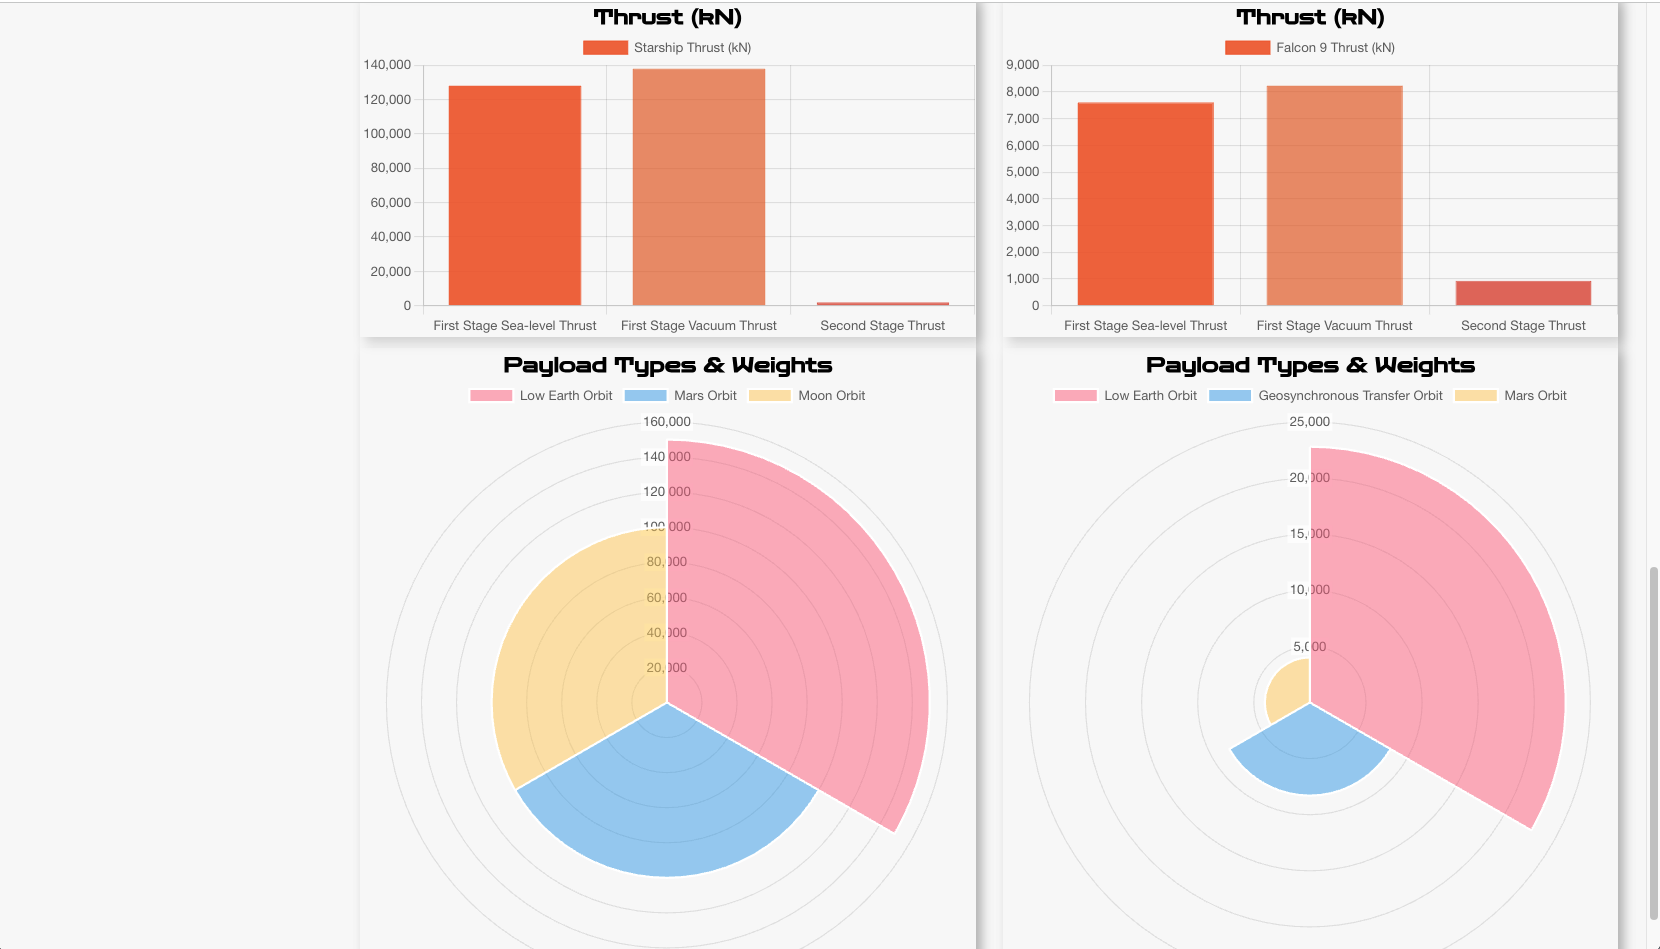 Thrust (kN)
Starship Thrust (kN)
140,000
120,000
100,000
80,000
60,000
40,000
20,000
0
First Stage Sea-level Thrust
First Stage Vacuum Thrust
Second Stage Thrust
Thrust (kN)
Falcon 9 Thrust (kN)
9,000
8,000
7,000
6,000
5,000
4,000
3,000
2,000
1,000
0
First Stage Sea-level Thrust
First Stage Vacuum Thrust
Second Stage Thrust
Payload Types & Weights
Low Earth Orbit
Mars Orbit
Moon Orbit
160,000
140,000
120,000
100,000
80,000
60,000
40,000
20,000
Payload Types & Weights
Low Earth Orbit
Geosynchronous Transfer Orbit
Mars Orbit
25,000
20,000
15,000
10,000
5,000